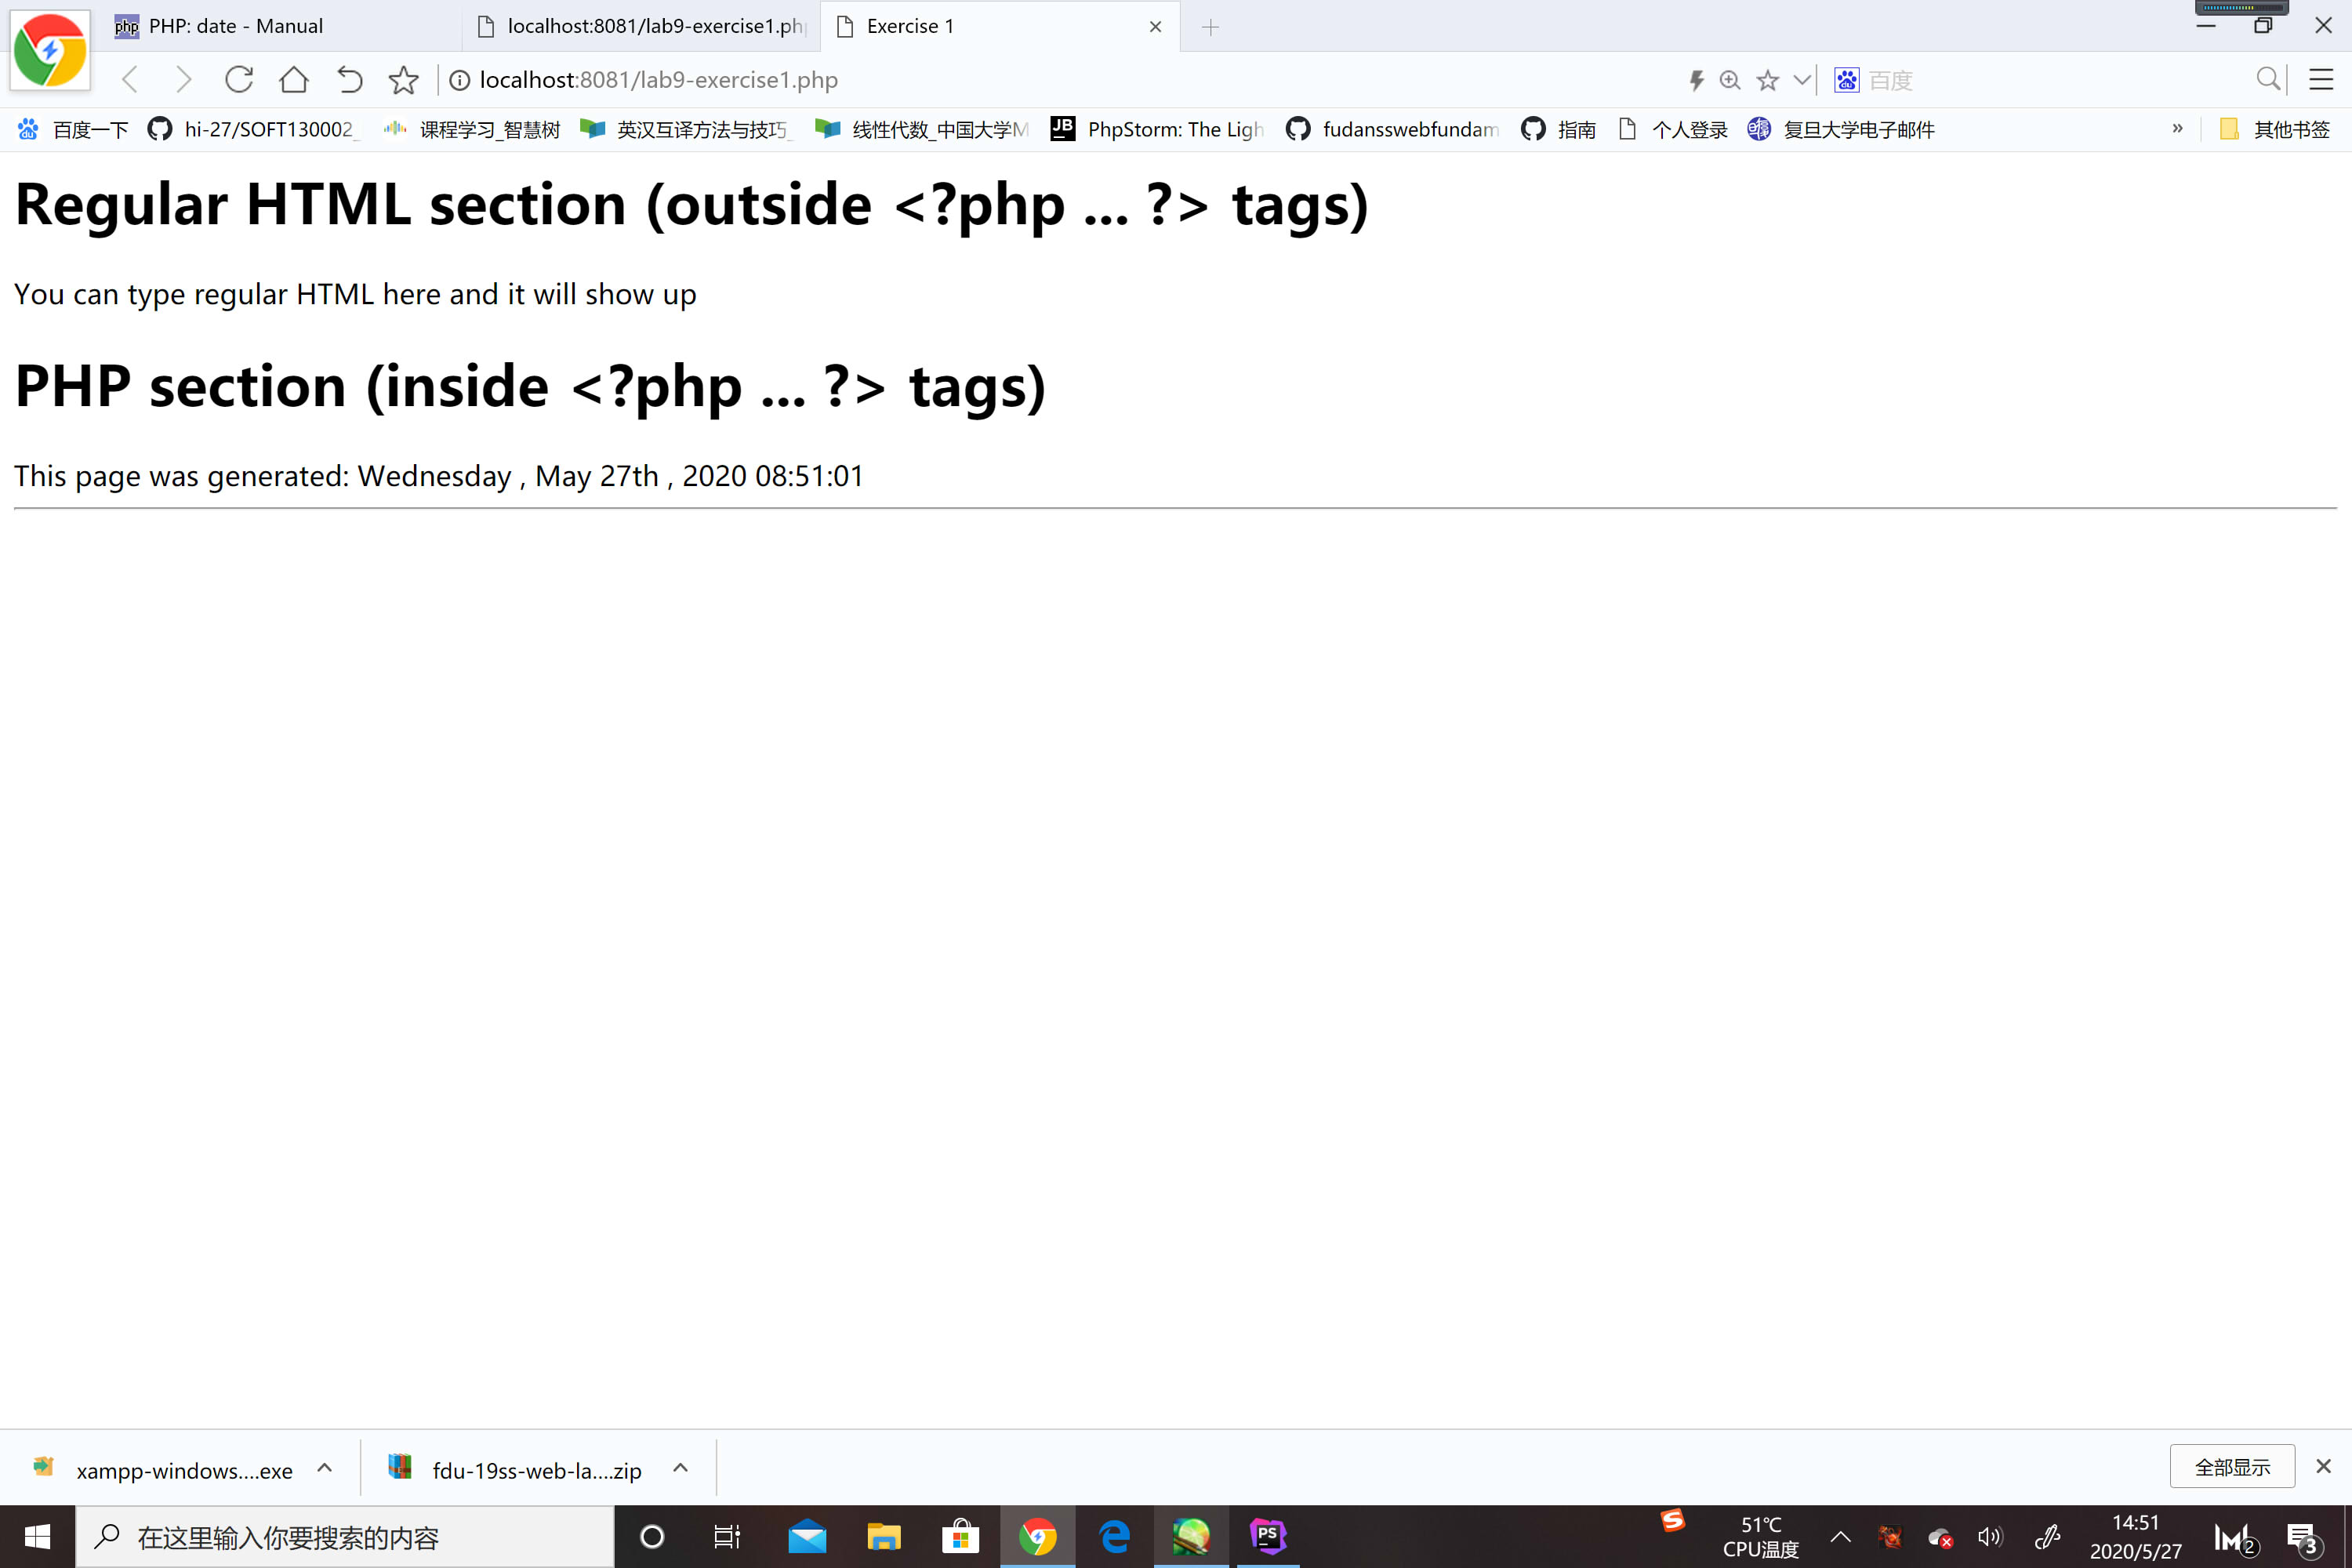 PHP: date - Manual
localhost:8081/lab9-exercise1.ph
Exercise 1
localhost:8081/lab9-exercise1.php
百度
百度一下
hi-27/SOFT130002_
课程学习_智慧树
英汉互译方法与技巧_
线性代数_中国大学M
PhpStorm: The Ligh
fudansswebfundam
指南
个人登录
复旦大学电子邮件
»
其他书签
Regular HTML section (outside <?php ... ?> tags)
You can type regular HTML here and it will show up
PHP section (inside <?php ... ?> tags)
This page was generated: Wednesday , May 27th , 2020 08:51:01
xampp-windows....exe
fdu-19ss-web-la....zip
全部显示
在这里输入你要搜索的内容
51℃
CPU温度
14:51
2020/5/27
2
3